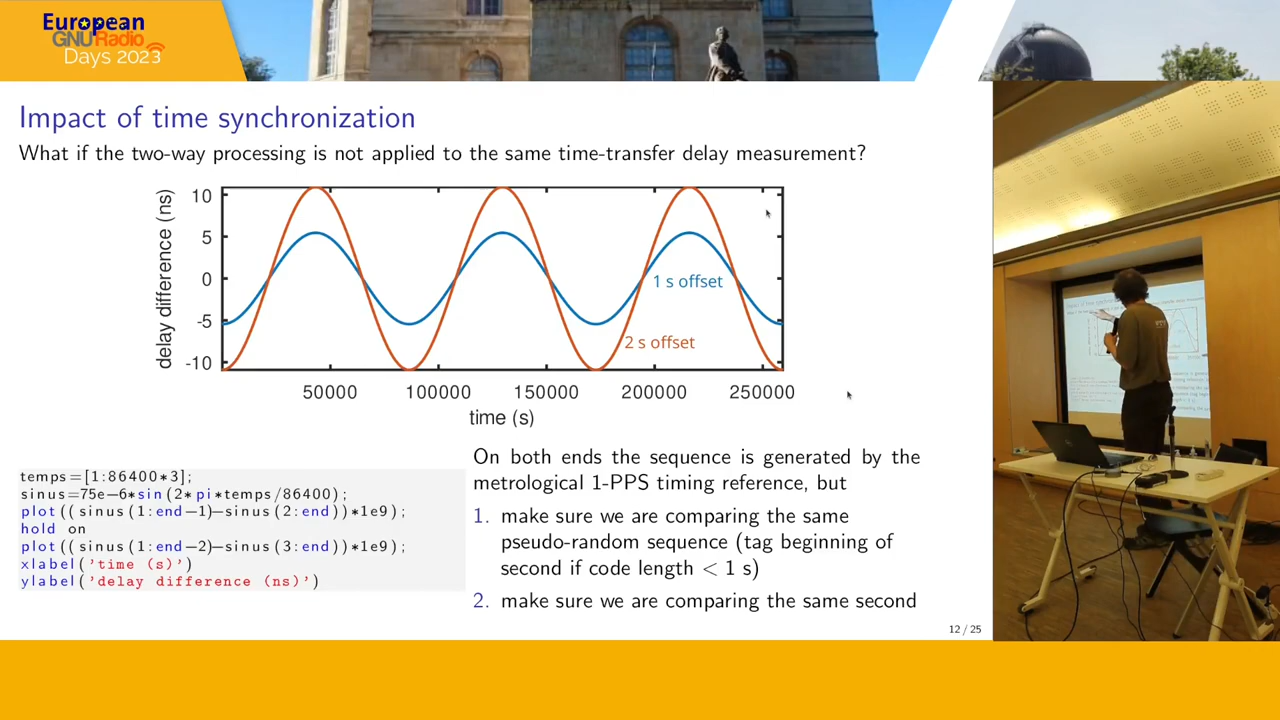 European
GNURadio
Days 2023
Impact of time synchronization
What if the two-way processing is not applied to the same time-transfer delay measurement?
delay difference (ns)
10
5
0
-5
-10
1 s offset
2 s offset
50000 100000 150000 200000 250000
time (s)
temps=[1:86400*3];
sinus=75e-6*sin(2*pi*temps/86400);
plot((sinus(1:end-1)-sinus(2:end))*1e9);
hold on
plot((sinus(1:end-2)-sinus(3:end))*1e9);
xlabel('time (s)')
ylabel('delay difference (ns)')
On both ends the sequence is generated by the
metrological 1-PPS timing reference, but
1. make sure we are comparing the same
pseudo-random sequence (tag beginning of
second if code length < 1 s)
2. make sure we are comparing the same second
12 / 25